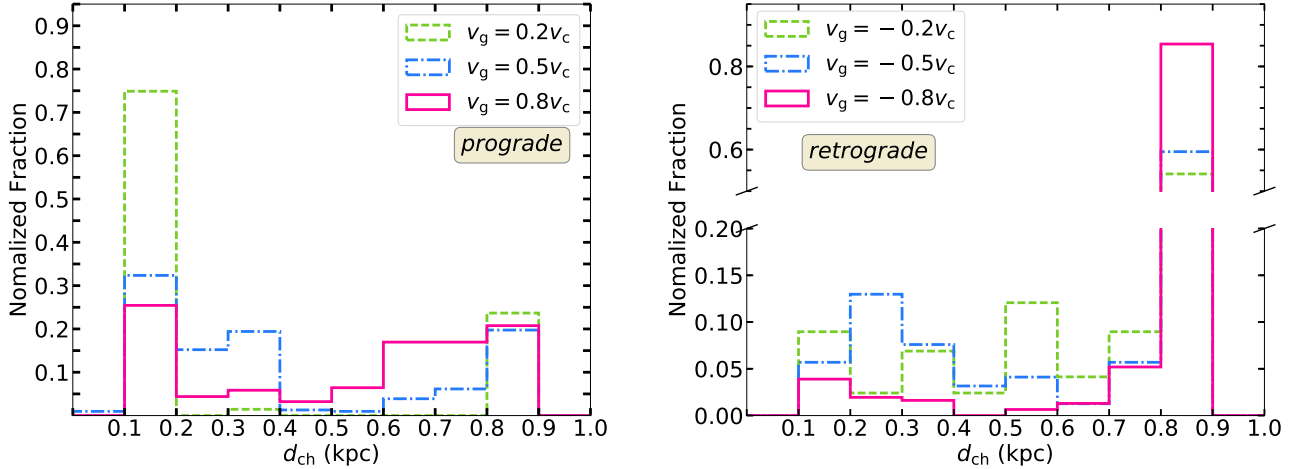 Nomalized Fraction
0.9
0.8
0.7
0.6
0.5
0.4
0.3
0.2
0.1
v_g = 0.2v_c
v_g = 0.5v_c
v_g = 0.8v_c
prograde
0.1 0.2 0.3 0.4 0.5 0.6 0.7 0.8 0.9 1.0
d_ch (kpc)
Nomalized Fraction
0.8
0.6
0.20
0.15
0.10
0.05
0.00
v_g = − 0.2v_c
v_g = − 0.5v_c
v_g = − 0.8v_c
retrograde
0.1 0.2 0.3 0.4 0.5 0.6 0.7 0.8 0.9 1.0
d_ch (kpc)